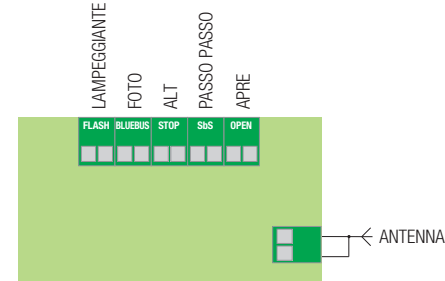 LAMPEGGIANTE
FOTO
ALT
PASSO PASSO
APRE
FLASH BLUEBUS STOP SbS OPEN
ANTENNA